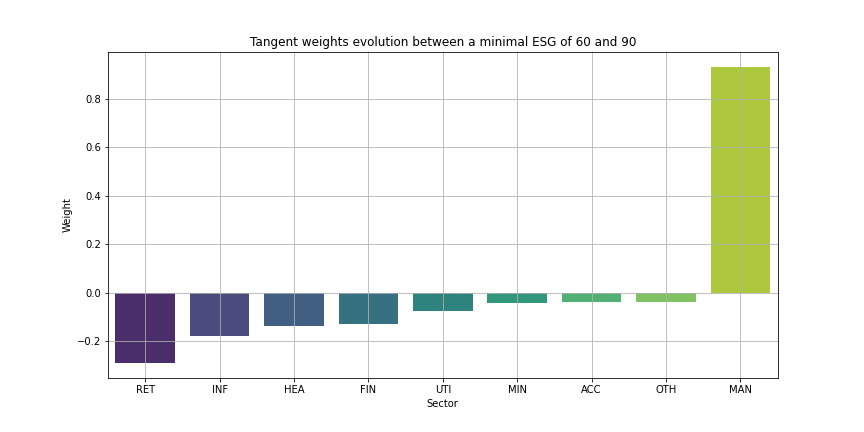 Tangent weights evolution between a minimal ESG of 60 and 90
Weight
0.8
0.6
0.4
0.2
0.0
−0.2
RET INF HEA FIN UTI MIN ACC OTH MAN
Sector